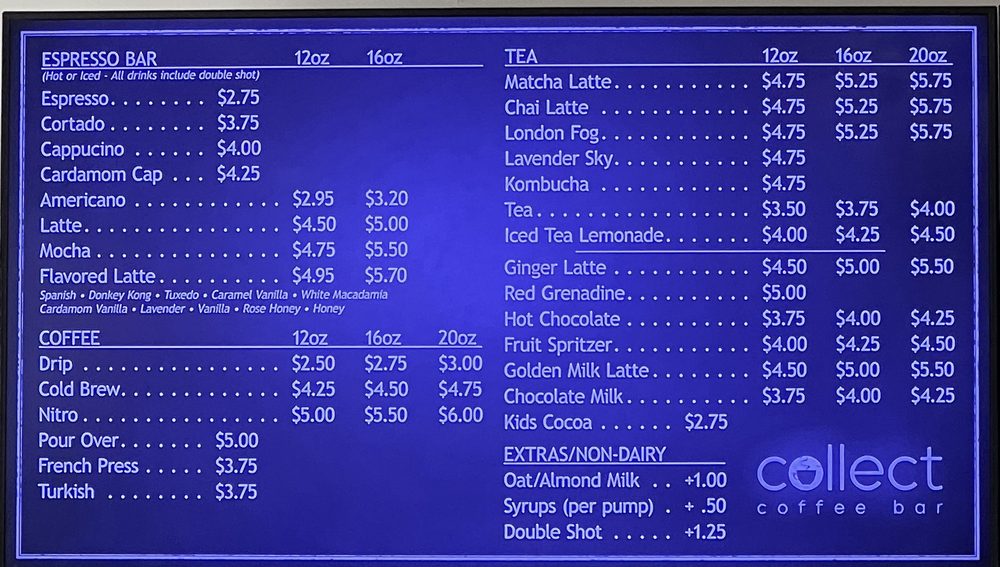 ESPRESSO BAR 12oz 16oz
(Hot or Iced - All drinks include double shot)
Espresso........ $2.75
Cortado........ $3.75
Cappucino ....... $4.00
Cardamom Cap ... $4.25
Americano ............. $2.95 $3.20
Latte................. $4.50 $5.00
Mocha ................ $4.75 $5.50
Flavored Latte.......... $4.95 $5.70
Spanish • Donkey Kong • Tuxedo • Caramel Vanilla • White Macadamia
Cardamom Vanilla • Lavender • Vanilla • Rose Honey • Honey
COFFEE 12oz 16oz 20oz
Drip ................. $2.50 $2.75 $3.00
Cold Brew.............. $4.25 $4.50 $4.75
Nitro................. $5.00 $5.50 $6.00
Pour Over....... $5.00
French Press ..... $3.75
Turkish ........ $3.75
TEA 12oz 16oz 20oz
Matcha Latte........... $4.75 $5.25 $5.75
Chai Latte ............ $4.75 $5.25 $5.75
London Fog............ $4.75 $5.25 $5.75
Lavender Sky........... $4.75
Kombucha ............ $4.75
Tea................. $3.50 $3.75 $4.00
Iced Tea Lemonade....... $4.00 $4.25 $4.50
Ginger Latte ........... $4.50 $5.00 $5.50
Red Grenadine.......... $5.00
Hot Chocolate .......... $3.75 $4.00 $4.25
Fruit Spritzer........... $4.00 $4.25 $4.50
Golden Milk Latte........ $4.50 $5.00 $5.50
Chocolate Milk.......... $3.75 $4.00 $4.25
Kids Cocoa ...... $2.75
EXTRAS/NON-DAIRY
Oat/Almond Milk .. +1.00
Syrups (per pump) . + .50
Double Shot ..... +1.25
collect
coffee bar